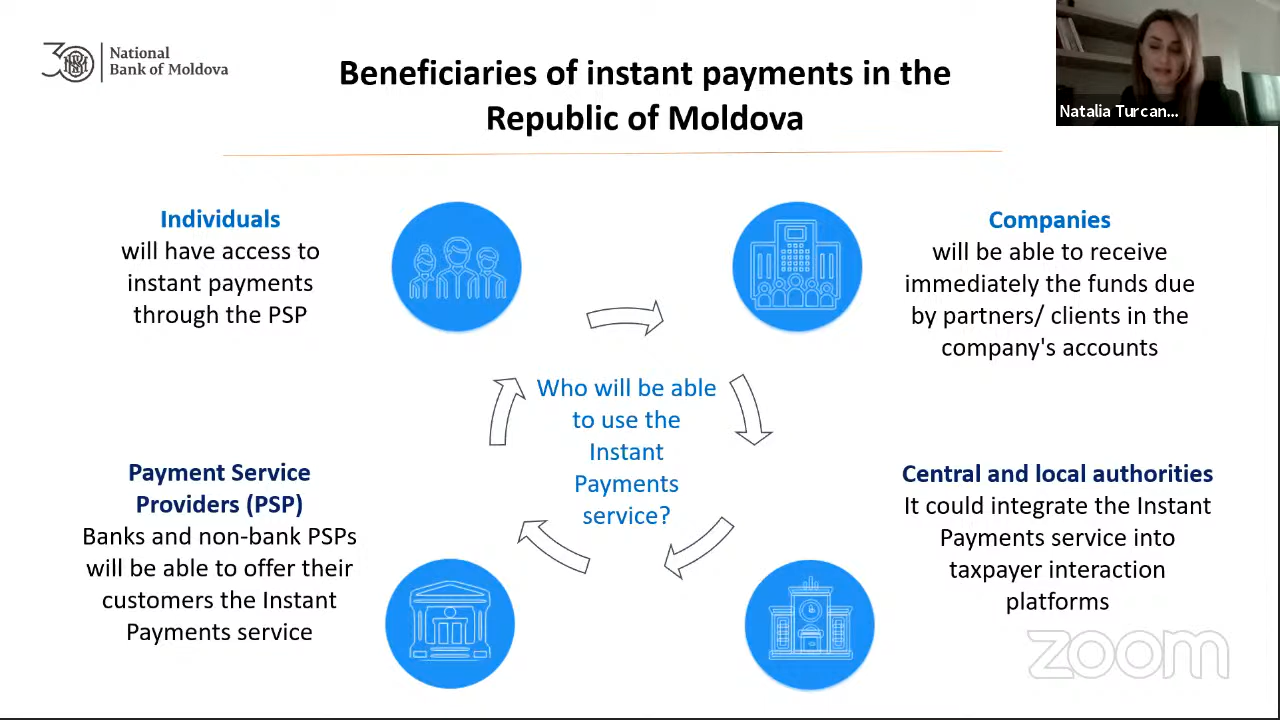 30
National
Bank of Moldova
Beneficiaries of instant payments in the
Republic of Moldova
Natalia Turcan...
Individuals
will have access to
instant payments
through the PSP
Companies
will be able to receive
immediately the funds due
by partners/ clients in the
company's accounts
Who will be able
to use the
Instant
Payments
service?
Payment Service
Providers (PSP)
Banks and non-bank PSPs
will be able to offer their
customers the Instant
Payments service
Central and local authorities
It could integrate the Instant
Payments service into
taxpayer interaction
platforms
zoom